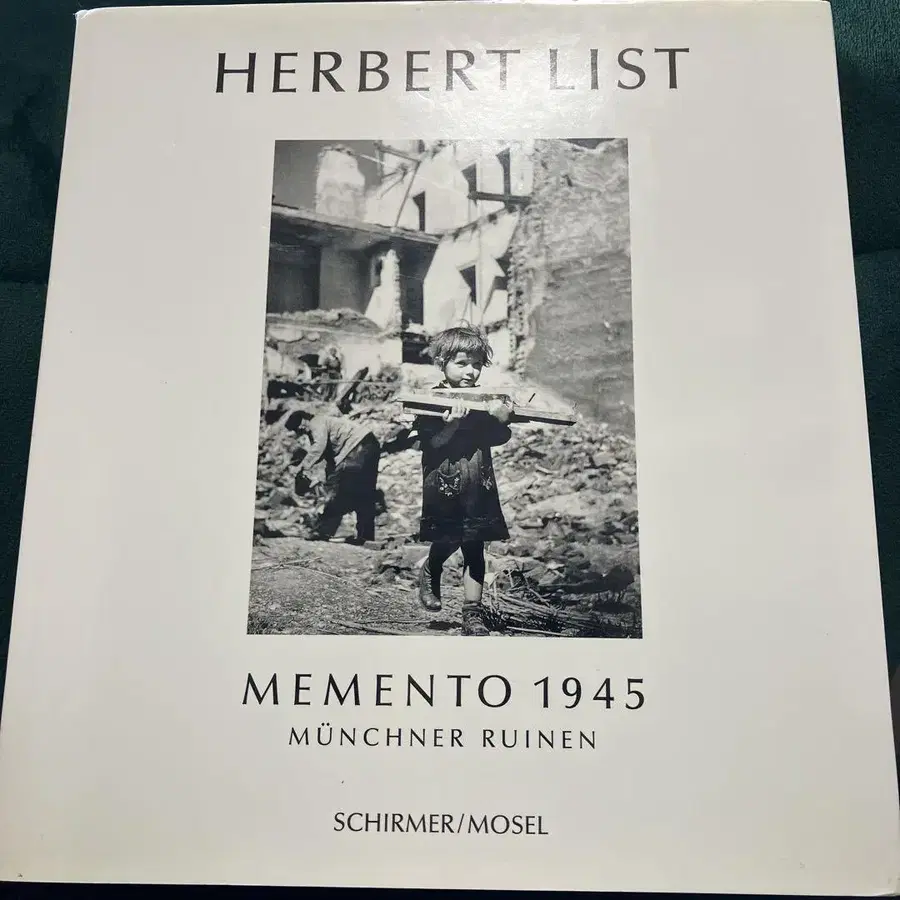 HERBERT LIST
MEMENTO 1945
MÜNCHNER RUINEN
SCHIRMER/MOSEL